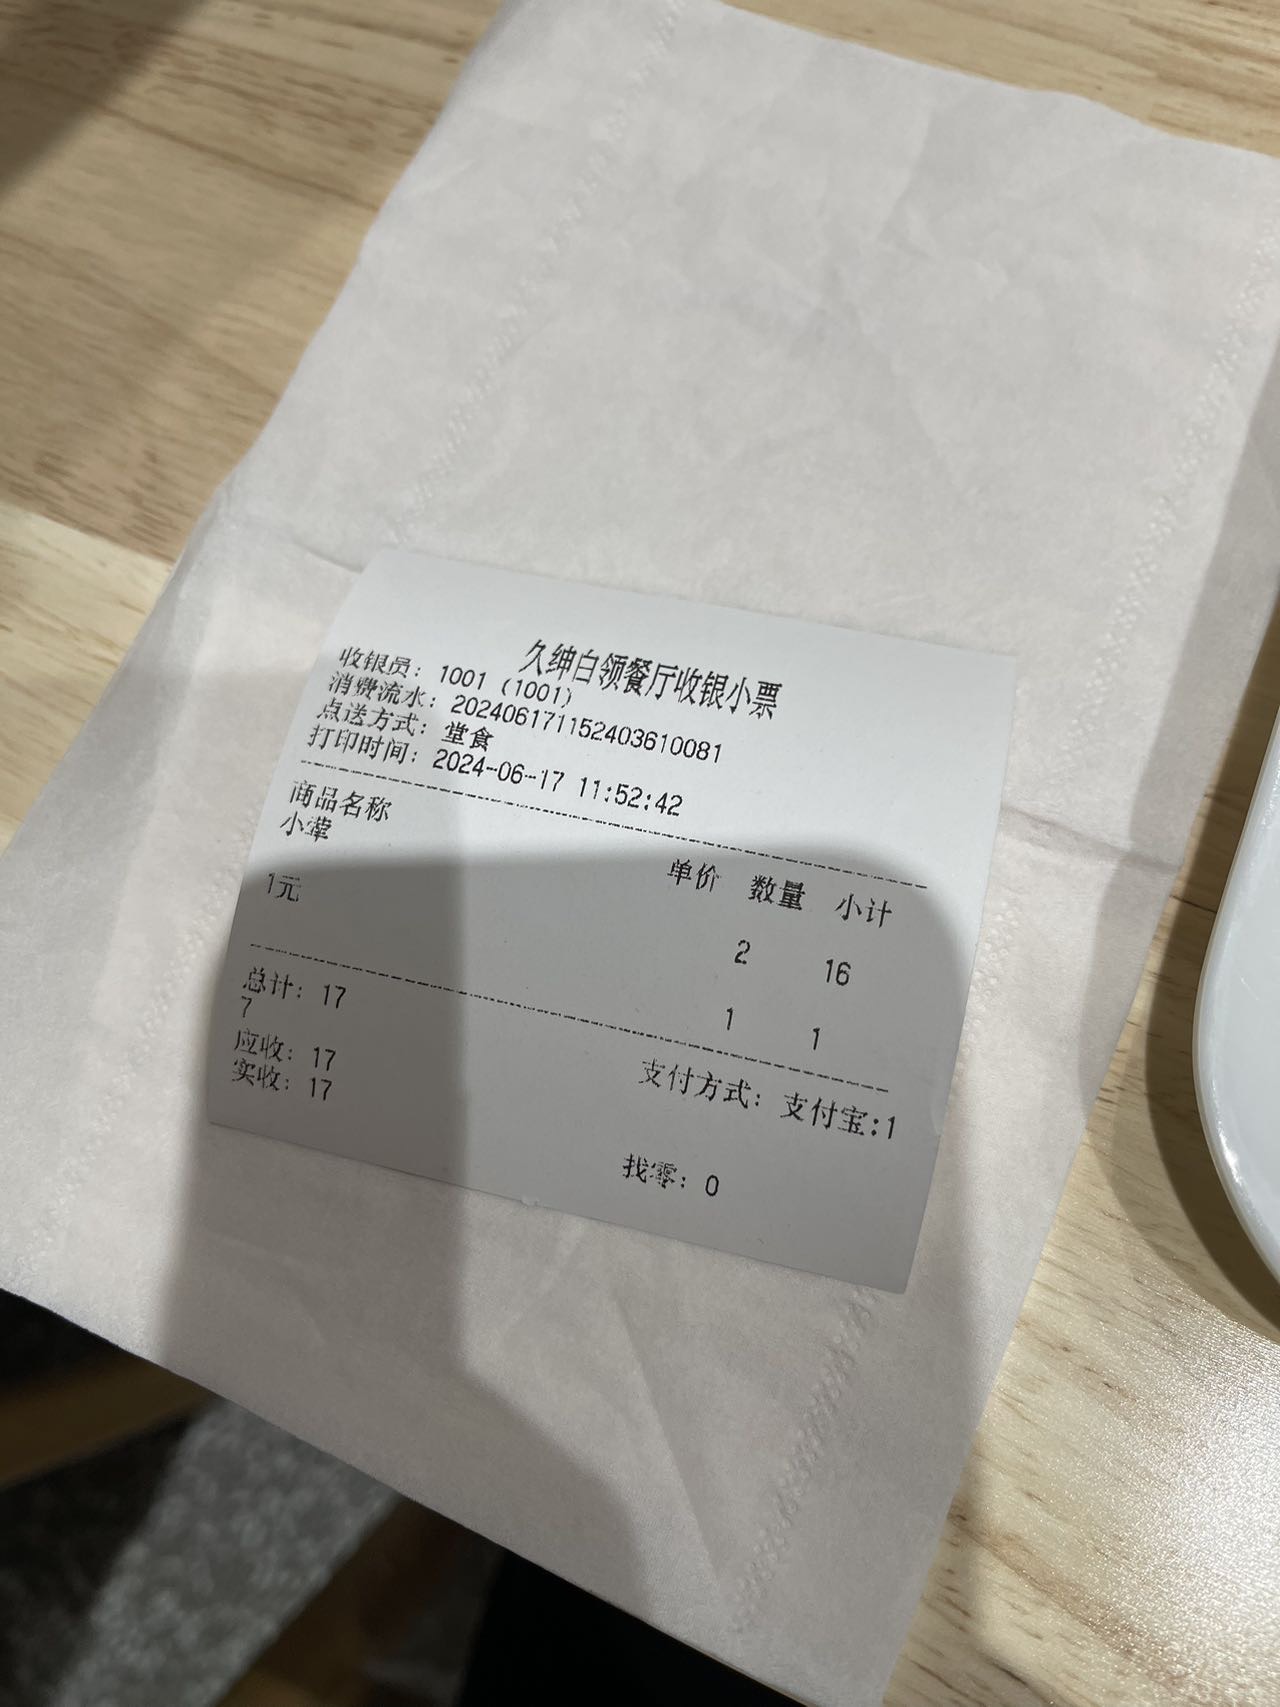 久绅白领餐厅收银小票
收银员：1001 (1001)
消费流水：202406171152403610081
点送方式：堂食
打印时间：2024-06-17 11:52:42
商品名称 单价 数量 小计
小荤
2 16
1元
1 1
总计：17 支付方式：支付宝:1
7
应收：17
实收：17 找零：0